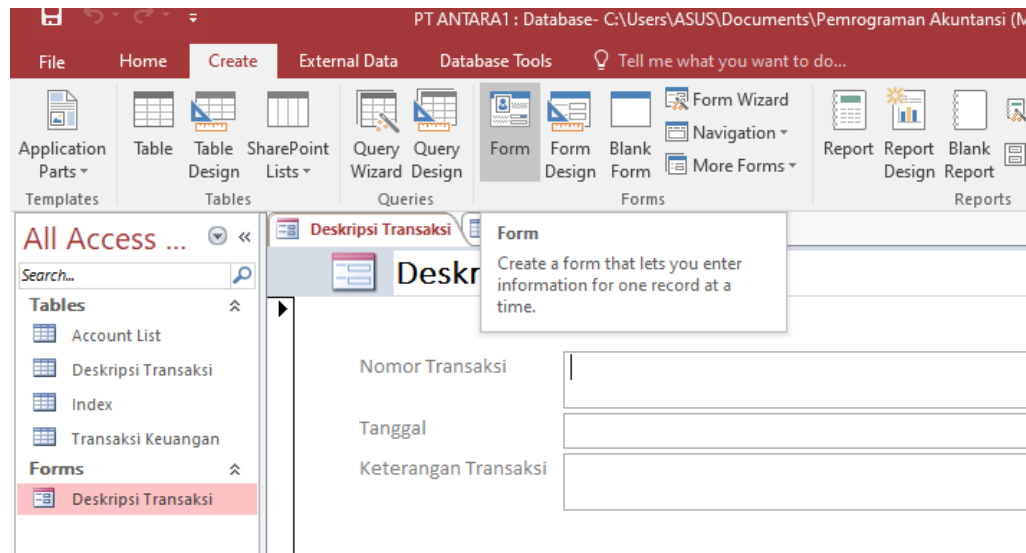 PT ANTARA1 : Database- C:\Users\ASUS\Documents\Pemrograman Akuntansi (M
File Home Create External Data Database Tools Tell me what you want to do...
Application Parts
Table
Table Design
SharePoint Lists
Query Wizard
Query Design
Form
Form Design
Blank Form
Form Wizard
Navigation
More Forms
Report
Report Design
Blank Report
Templates Tables Queries Forms Reports
All Access ...
Search...
Tables
Account List
Deskripsi Transaksi
Index
Transaksi Keuangan
Forms
Deskripsi Transaksi
Deskripsi Transaksi
Form
Create a form that lets you enter
information for one record at a
time.
Deskr
Nomor Transaksi
Tanggal
Keterangan Transaksi